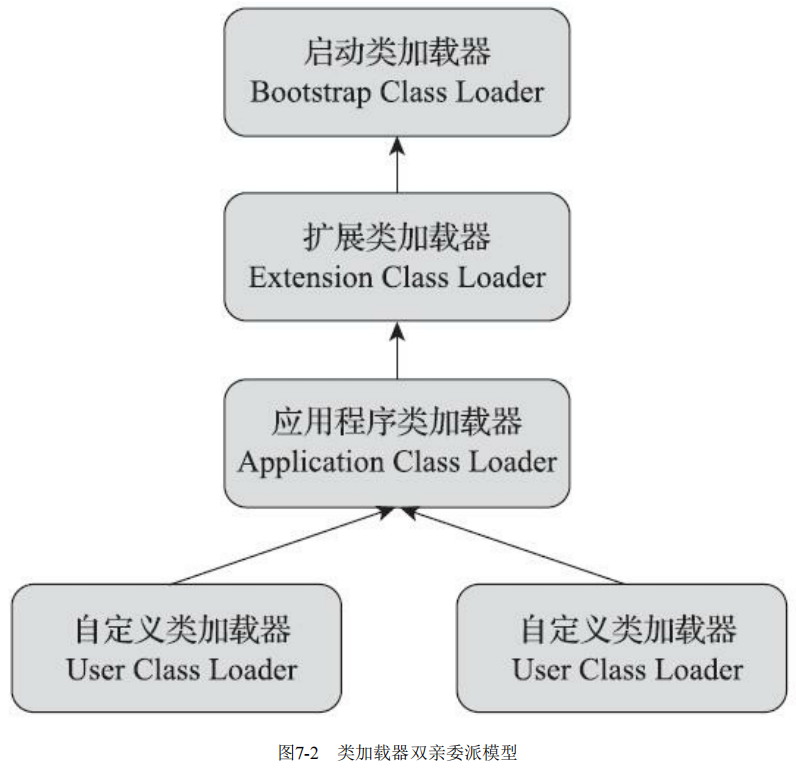 启动类加载器
Bootstrap Class Loader
扩展类加载器
Extension Class Loader
应用程序类加载器
Application Class Loader
自定义类加载器
User Class Loader
自定义类加载器
User Class Loader
图7-2 类加载器双亲委派模型